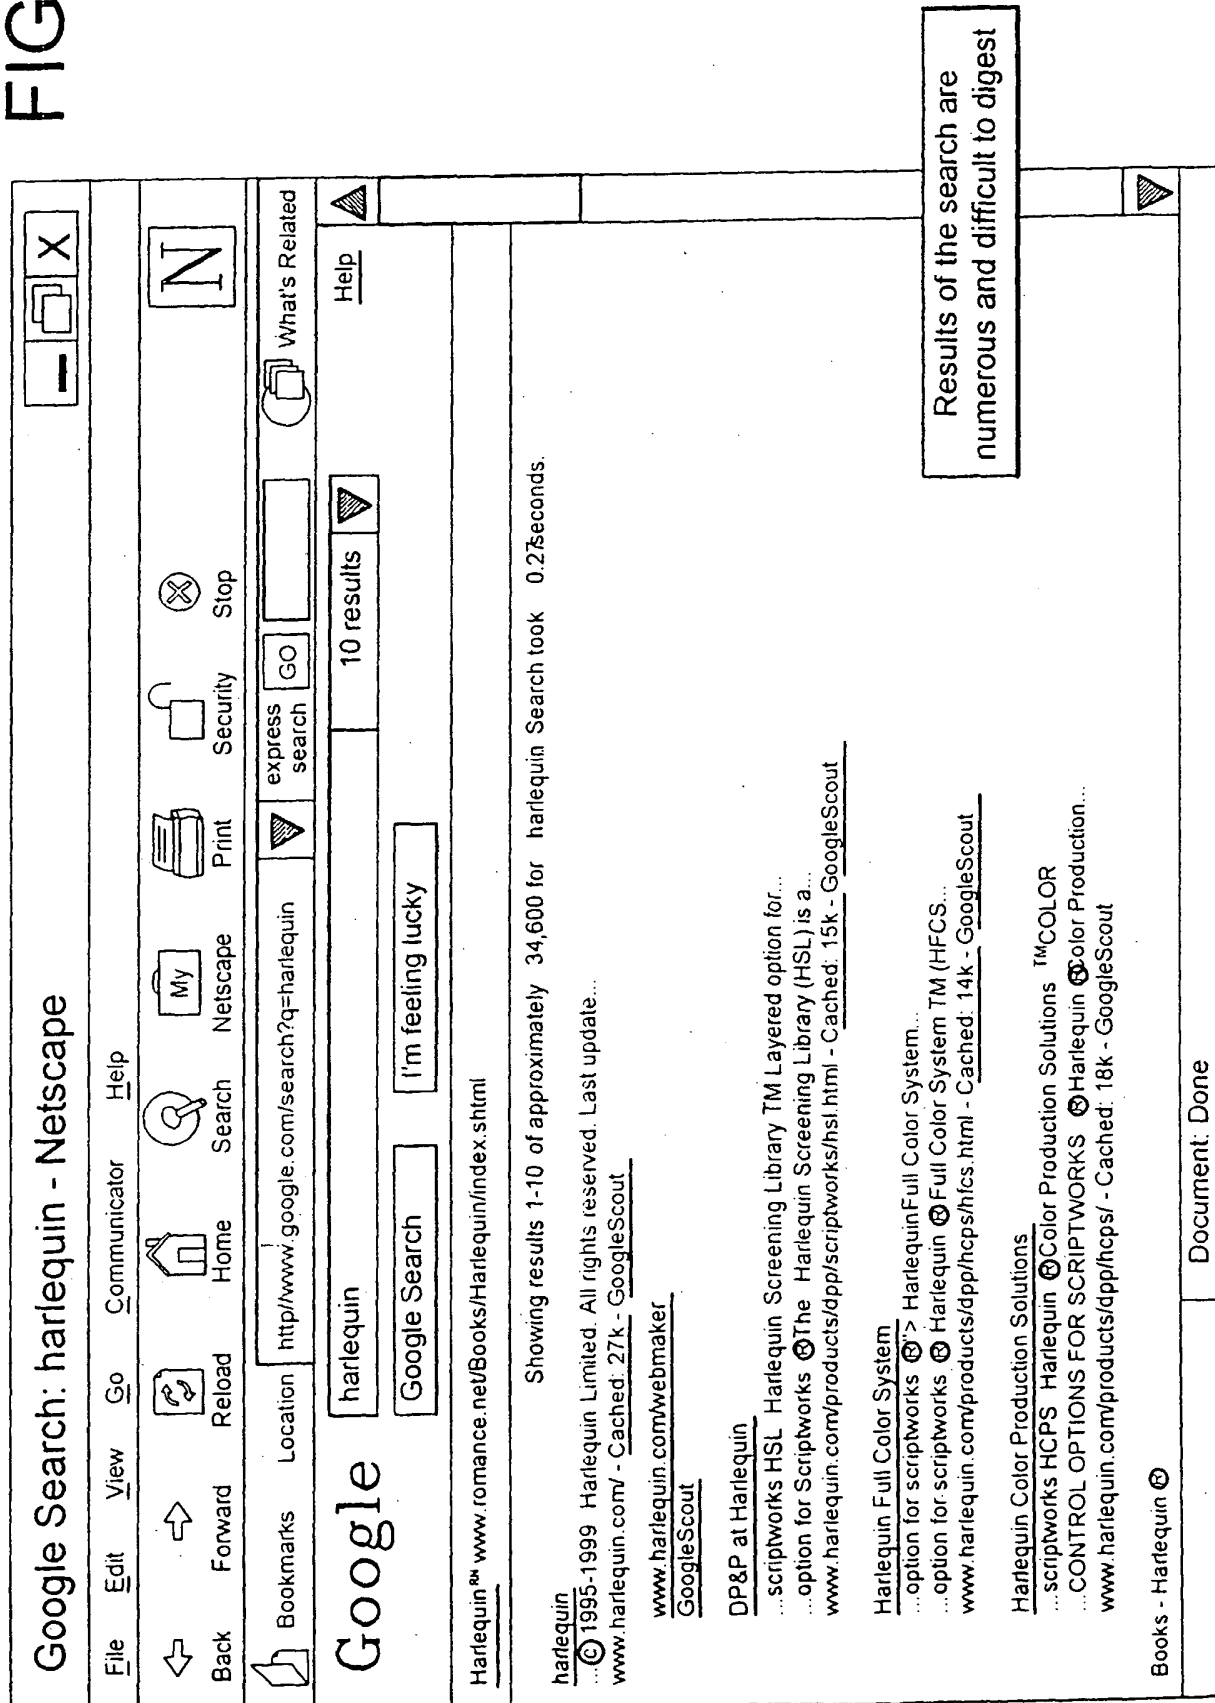 FIG
Google Search: harlequin - Netscape
X
File Edit View Go Communicator Help
N
My
Back Forward Reload Home Search Netscape Print Security Stop
Bookmarks Location http//www.google.com/search?q=harlequin express search GO What's Related
Google harlequin 10 results Help
Google Search I'm feeling lucky
Harlequin www.romance.net/Books/Harlequin/index.shtml
Showing results 1-10 of approximately 34,600 for harlequin Search took 0.27seconds.
harlequin
...© 1995-1999 Harlequin Limited. All rights reserved. Last update...
www.harlequin.com/ - Cached: 27k - GoogleScout
www.harlequin.com/webmaker
GoogleScout
DP&P at Harlequin
...scriptworks HSL Harlequin Screening Library TM Layered option for...
...option for Scriptworks ®The Harlequin Screening Library (HSL) is a...
www.harlequin.com/products/dpp/scriptworks/hsl.html - Cached: 15k - GoogleScout
Harlequin Full Color System
...option for scriptworks ®"> HarlequinFull Color System...
...option for scriptworks ® Harlequin ®Full Color System TM (HFCS...
www.harlequin.com/products/dpp/hcps/hfcs.html - Cached: 14k - GoogleScout
Harlequin Color Production Solutions
...scriptworks HCPS Harlequin ®Color Production Solutions ™COLOR
...CONTROL OPTIONS FOR SCRIPTWORKS ®Harlequin ®Color Production...
www.harlequin.com/products/dpp/hcps/ - Cached: 18k - GoogleScout
Books - Harlequin ®
Results of the search are
numerous and difficult to digest
Document: Done